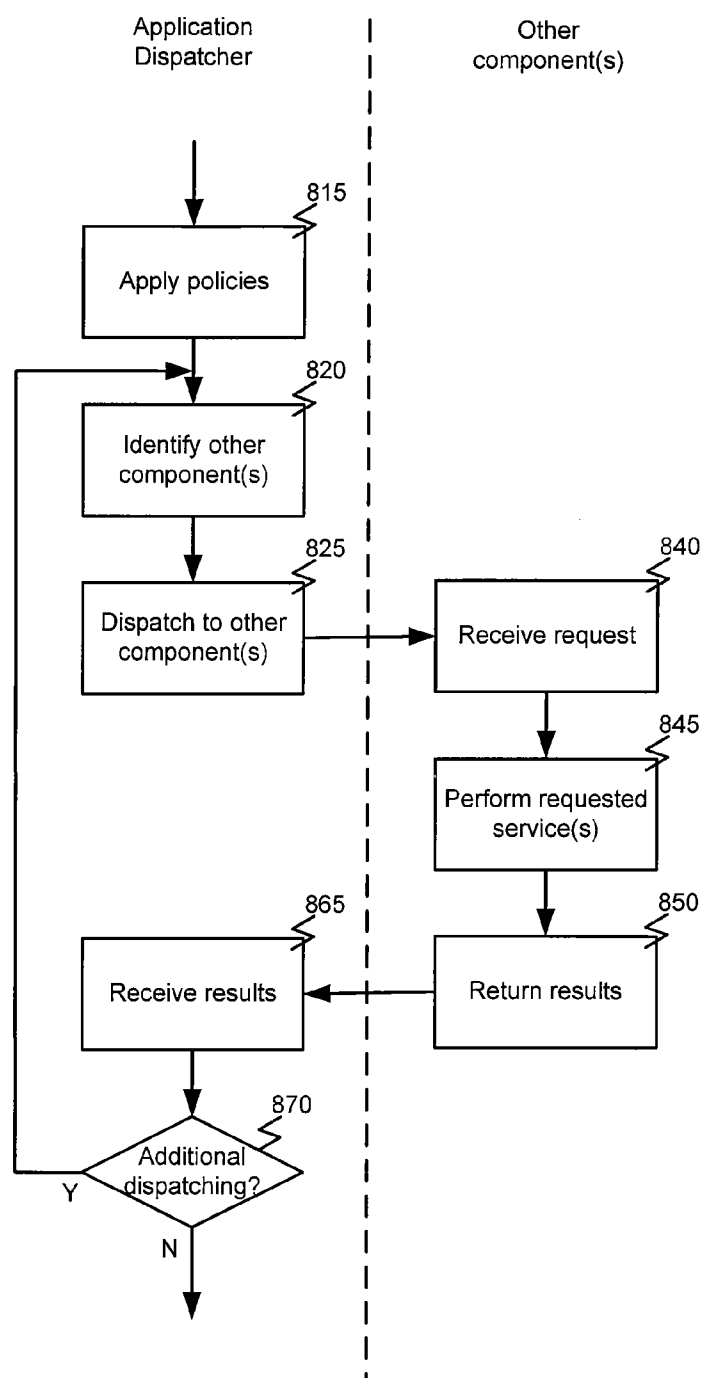 Application
Dispatcher
Other
component(s)
815
Apply policies
820
Identify other
component(s)
825
Dispatch to other
component(s)
840
Receive request
845
Perform requested
service(s)
850
Return results
865
Receive results
870
Additional
dispatching?
Y
N